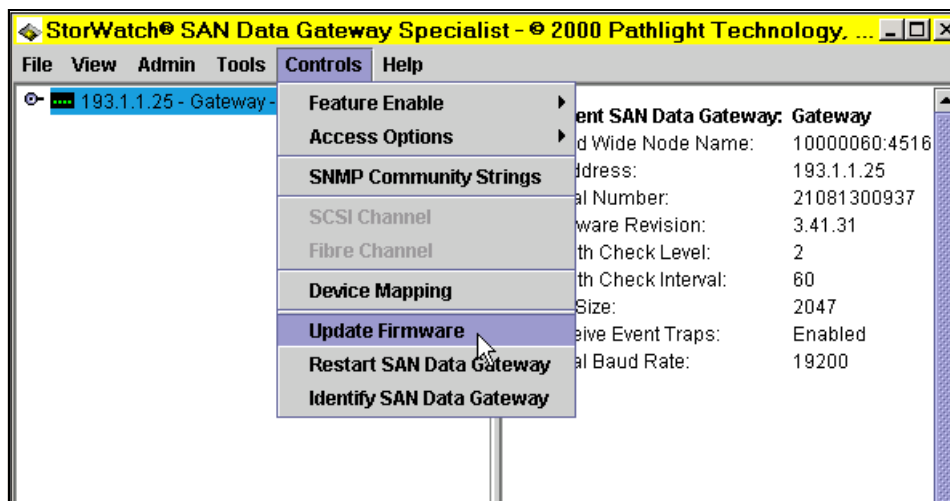 StorWatch® SAN Data Gateway Specialist - © 2000 Pathlight Technology, ...
File View Admin Tools Controls Help
193.1.1.25 - Gateway -
Feature Enable
Access Options
SNMP Community Strings
SCSI Channel
Fibre Channel
Device Mapping
Update Firmware
Restart SAN Data Gateway
Identify SAN Data Gateway
ent SAN Data Gateway: Gateway
d Wide Node Name: 10000060:4516
ddress: 193.1.1.25
al Number: 21081300937
ware Revision: 3.41.31
th Check Level: 2
th Check Interval: 60
Size: 2047
eive Event Traps: Enabled
al Baud Rate: 19200